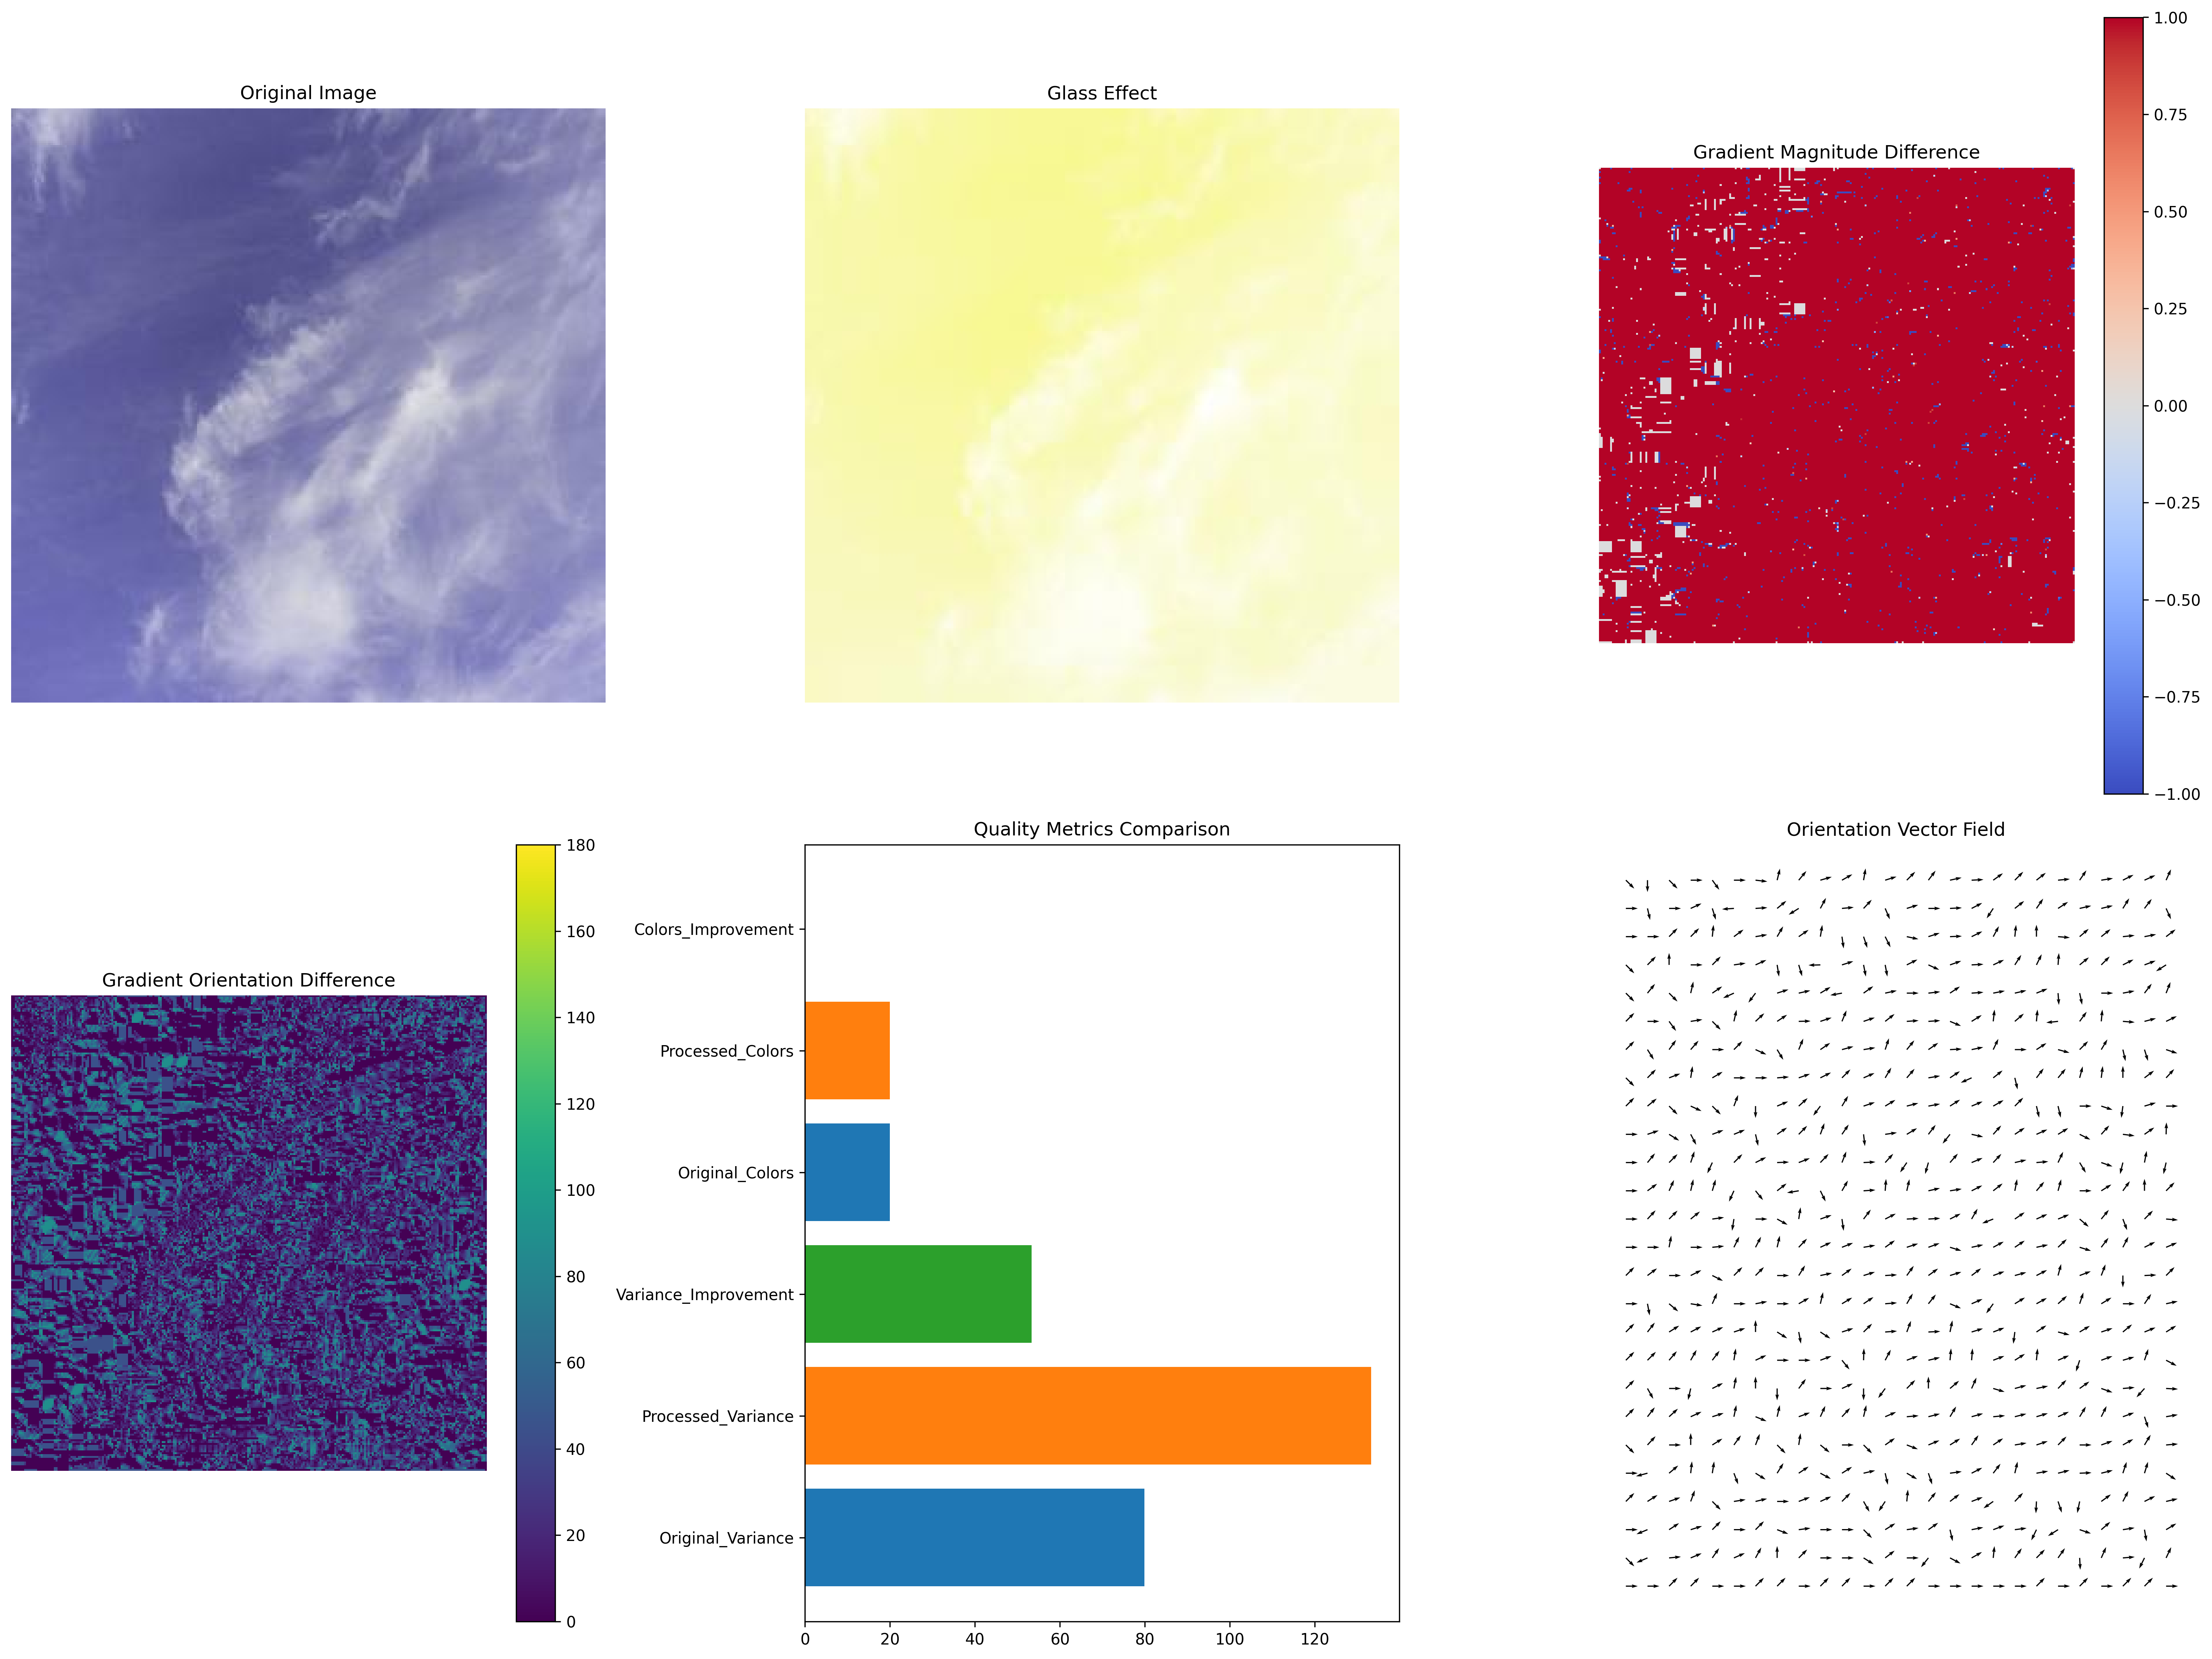 Original Image
Glass Effect
Gradient Magnitude Difference
1.00
0.75
0.50
0.25
0.00
−0.25
−0.50
−0.75
−1.00
Gradient Orientation Difference
180
160
140
120
100
80
60
40
20
0
Quality Metrics Comparison
Colors_Improvement
Processed_Colors
Original_Colors
Variance_Improvement
Processed_Variance
Original_Variance
0 20 40 60 80 100 120
Orientation Vector Field